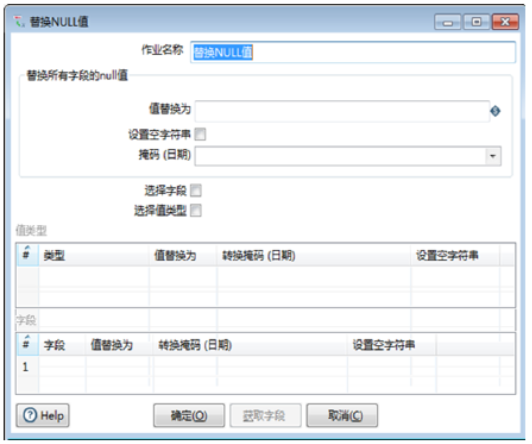 替换NULL值
作业名称 替换NULL值
替换所有字段的null值
值替换为
设置空字符串
掩码 (日期)
选择字段
选择值类型
值类型
# 类型 值替换为 转换掩码 (日期) 设置空字符串
字段
# 字段 值替换为 转换掩码 (日期) 设置空字符串
1
Help 确定(O) 获取字段 取消(C)